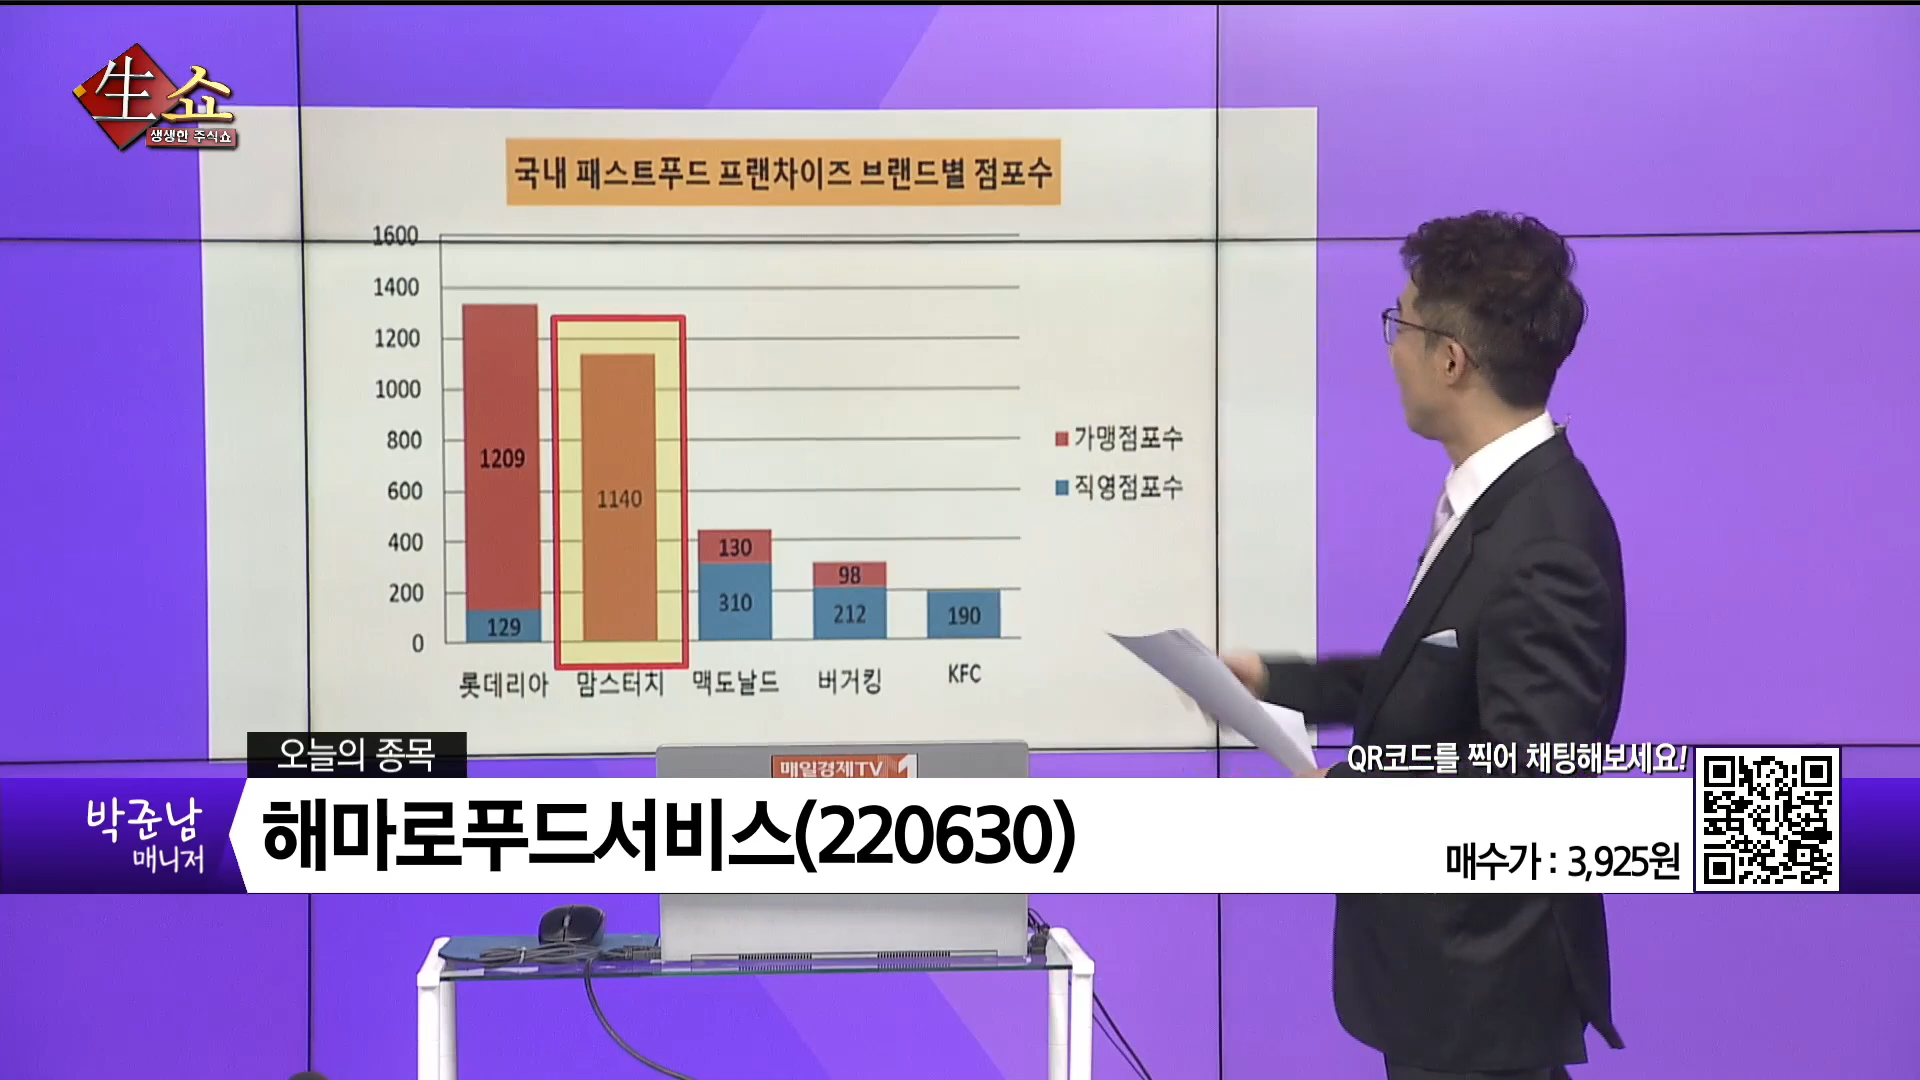 生쇼
생생한 주식쇼
국내 패스트푸드 프랜차이즈 브랜드별 점포수
1600
1400
1200
1000
800
600
400
200
0
1209
129
1140
130
310
98
212
190
가맹점포수
직영점포수
롯데리아 맘스터치 맥도날드 버거킹 KFC
오늘의 종목
매일경제TV 1
QR코드를 찍어 채팅해보세요!
박준남
매니저
해마로푸드서비스(220630)
매수가 : 3,925원